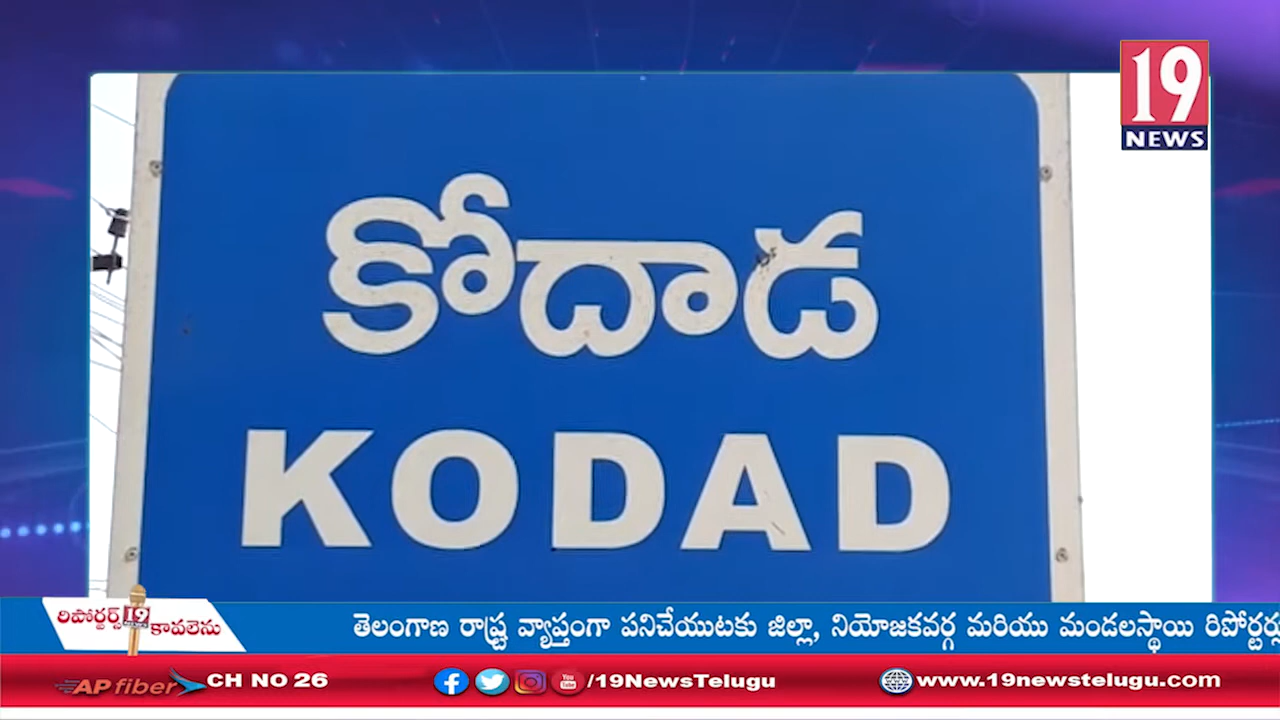 19
NEWS
కోదాడ
KODAD
రిపోర్టర్స్ 19 కావలెను
తెలంగాణ రాష్ట్ర వ్యాప్తంగా పనిచేయుటకు జిల్లా, నియోజకవర్గ మరియు మండలస్థాయి రిపోర్టర్లు
AP fiber CH NO 26 /19NewsTelugu www.19newstelugu.com